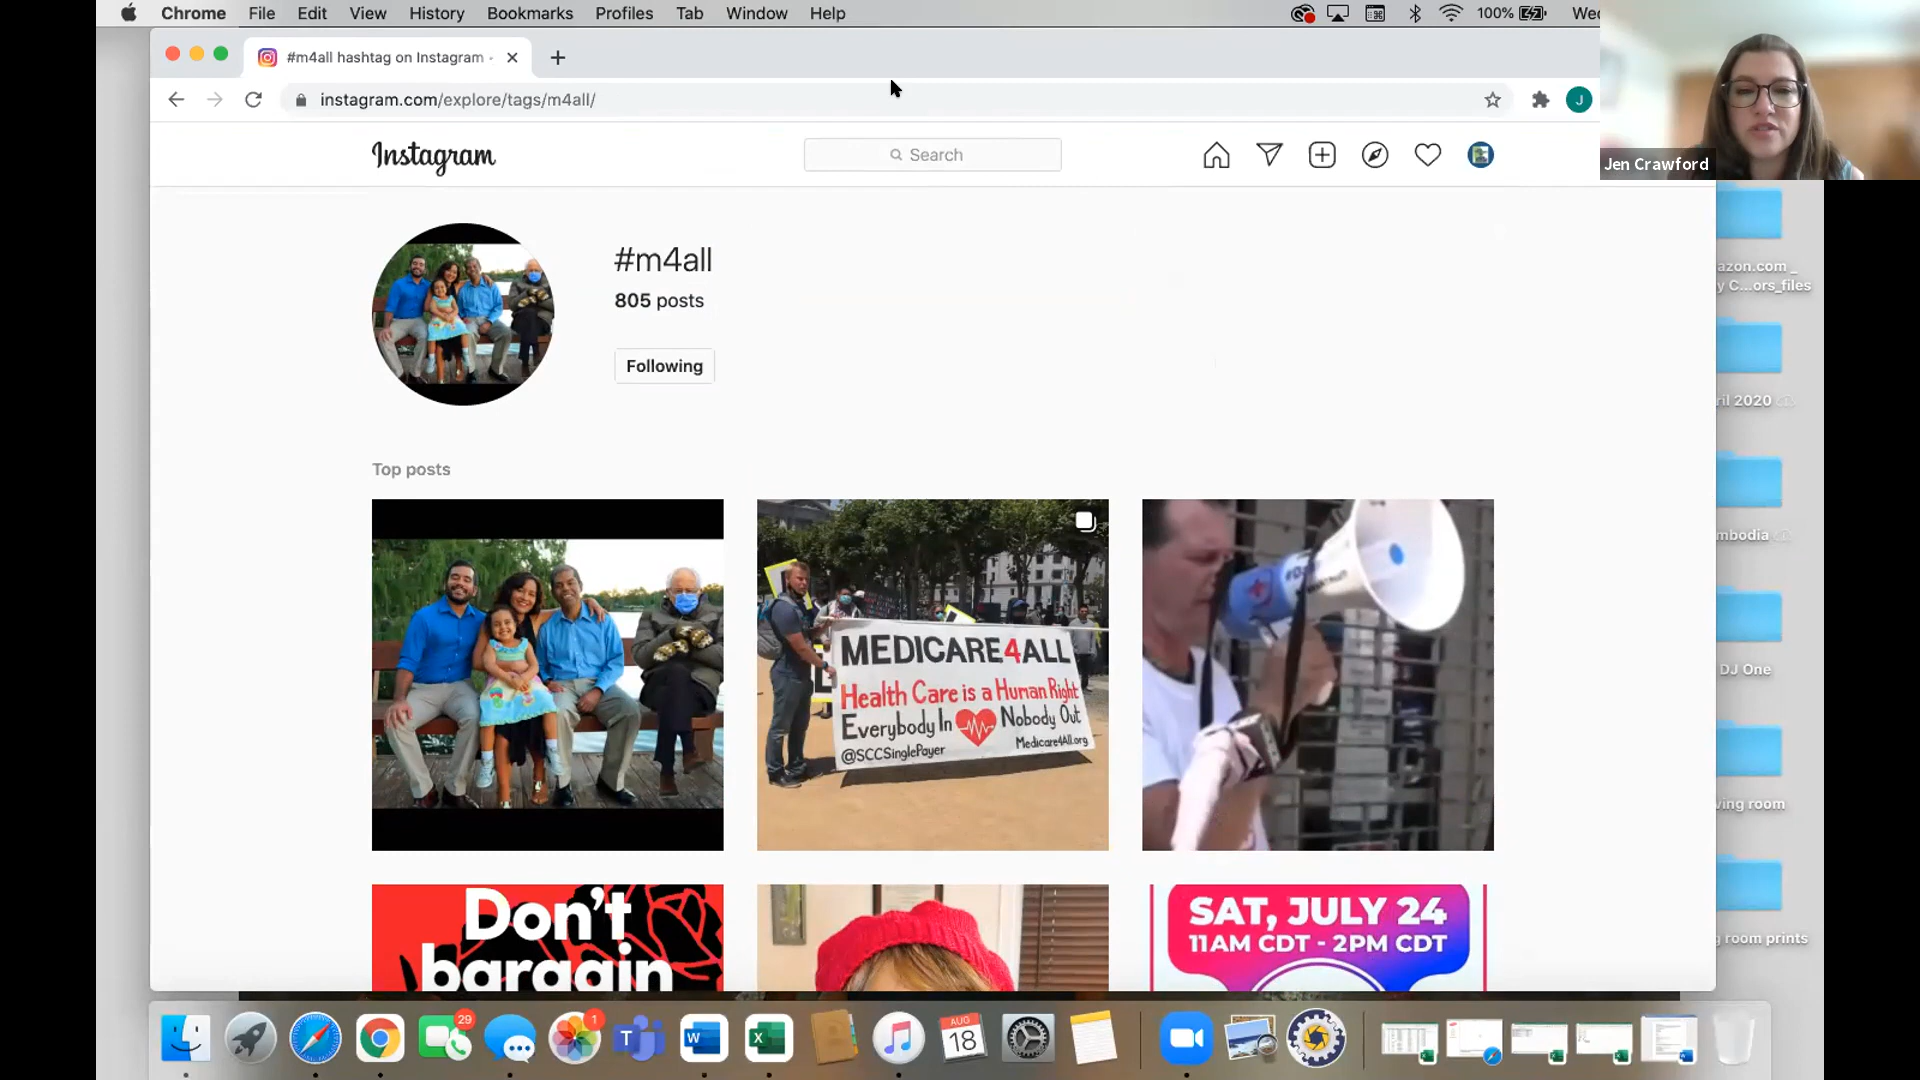 Chrome File Edit View History Bookmarks Profiles Tab Window Help
100%
#m4all hashtag on Instagram
instagram.com/explore/tags/m4all/
J
Jen Crawford
Instagram
Search
#m4all
805 posts
Following
Top posts
MEDICARE4ALL
Health Care is a Human Right
Everybody In Nobody Out
@SCCSinglePayer
Medicare4All.org
Don't
bargain
SAT, JULY 24
11AM CDT - 2PM CDT
azon.com_
y C...ors_files
ril 2020
mbodia
DJ One
ving room
g room prints
29
1
AUG
18